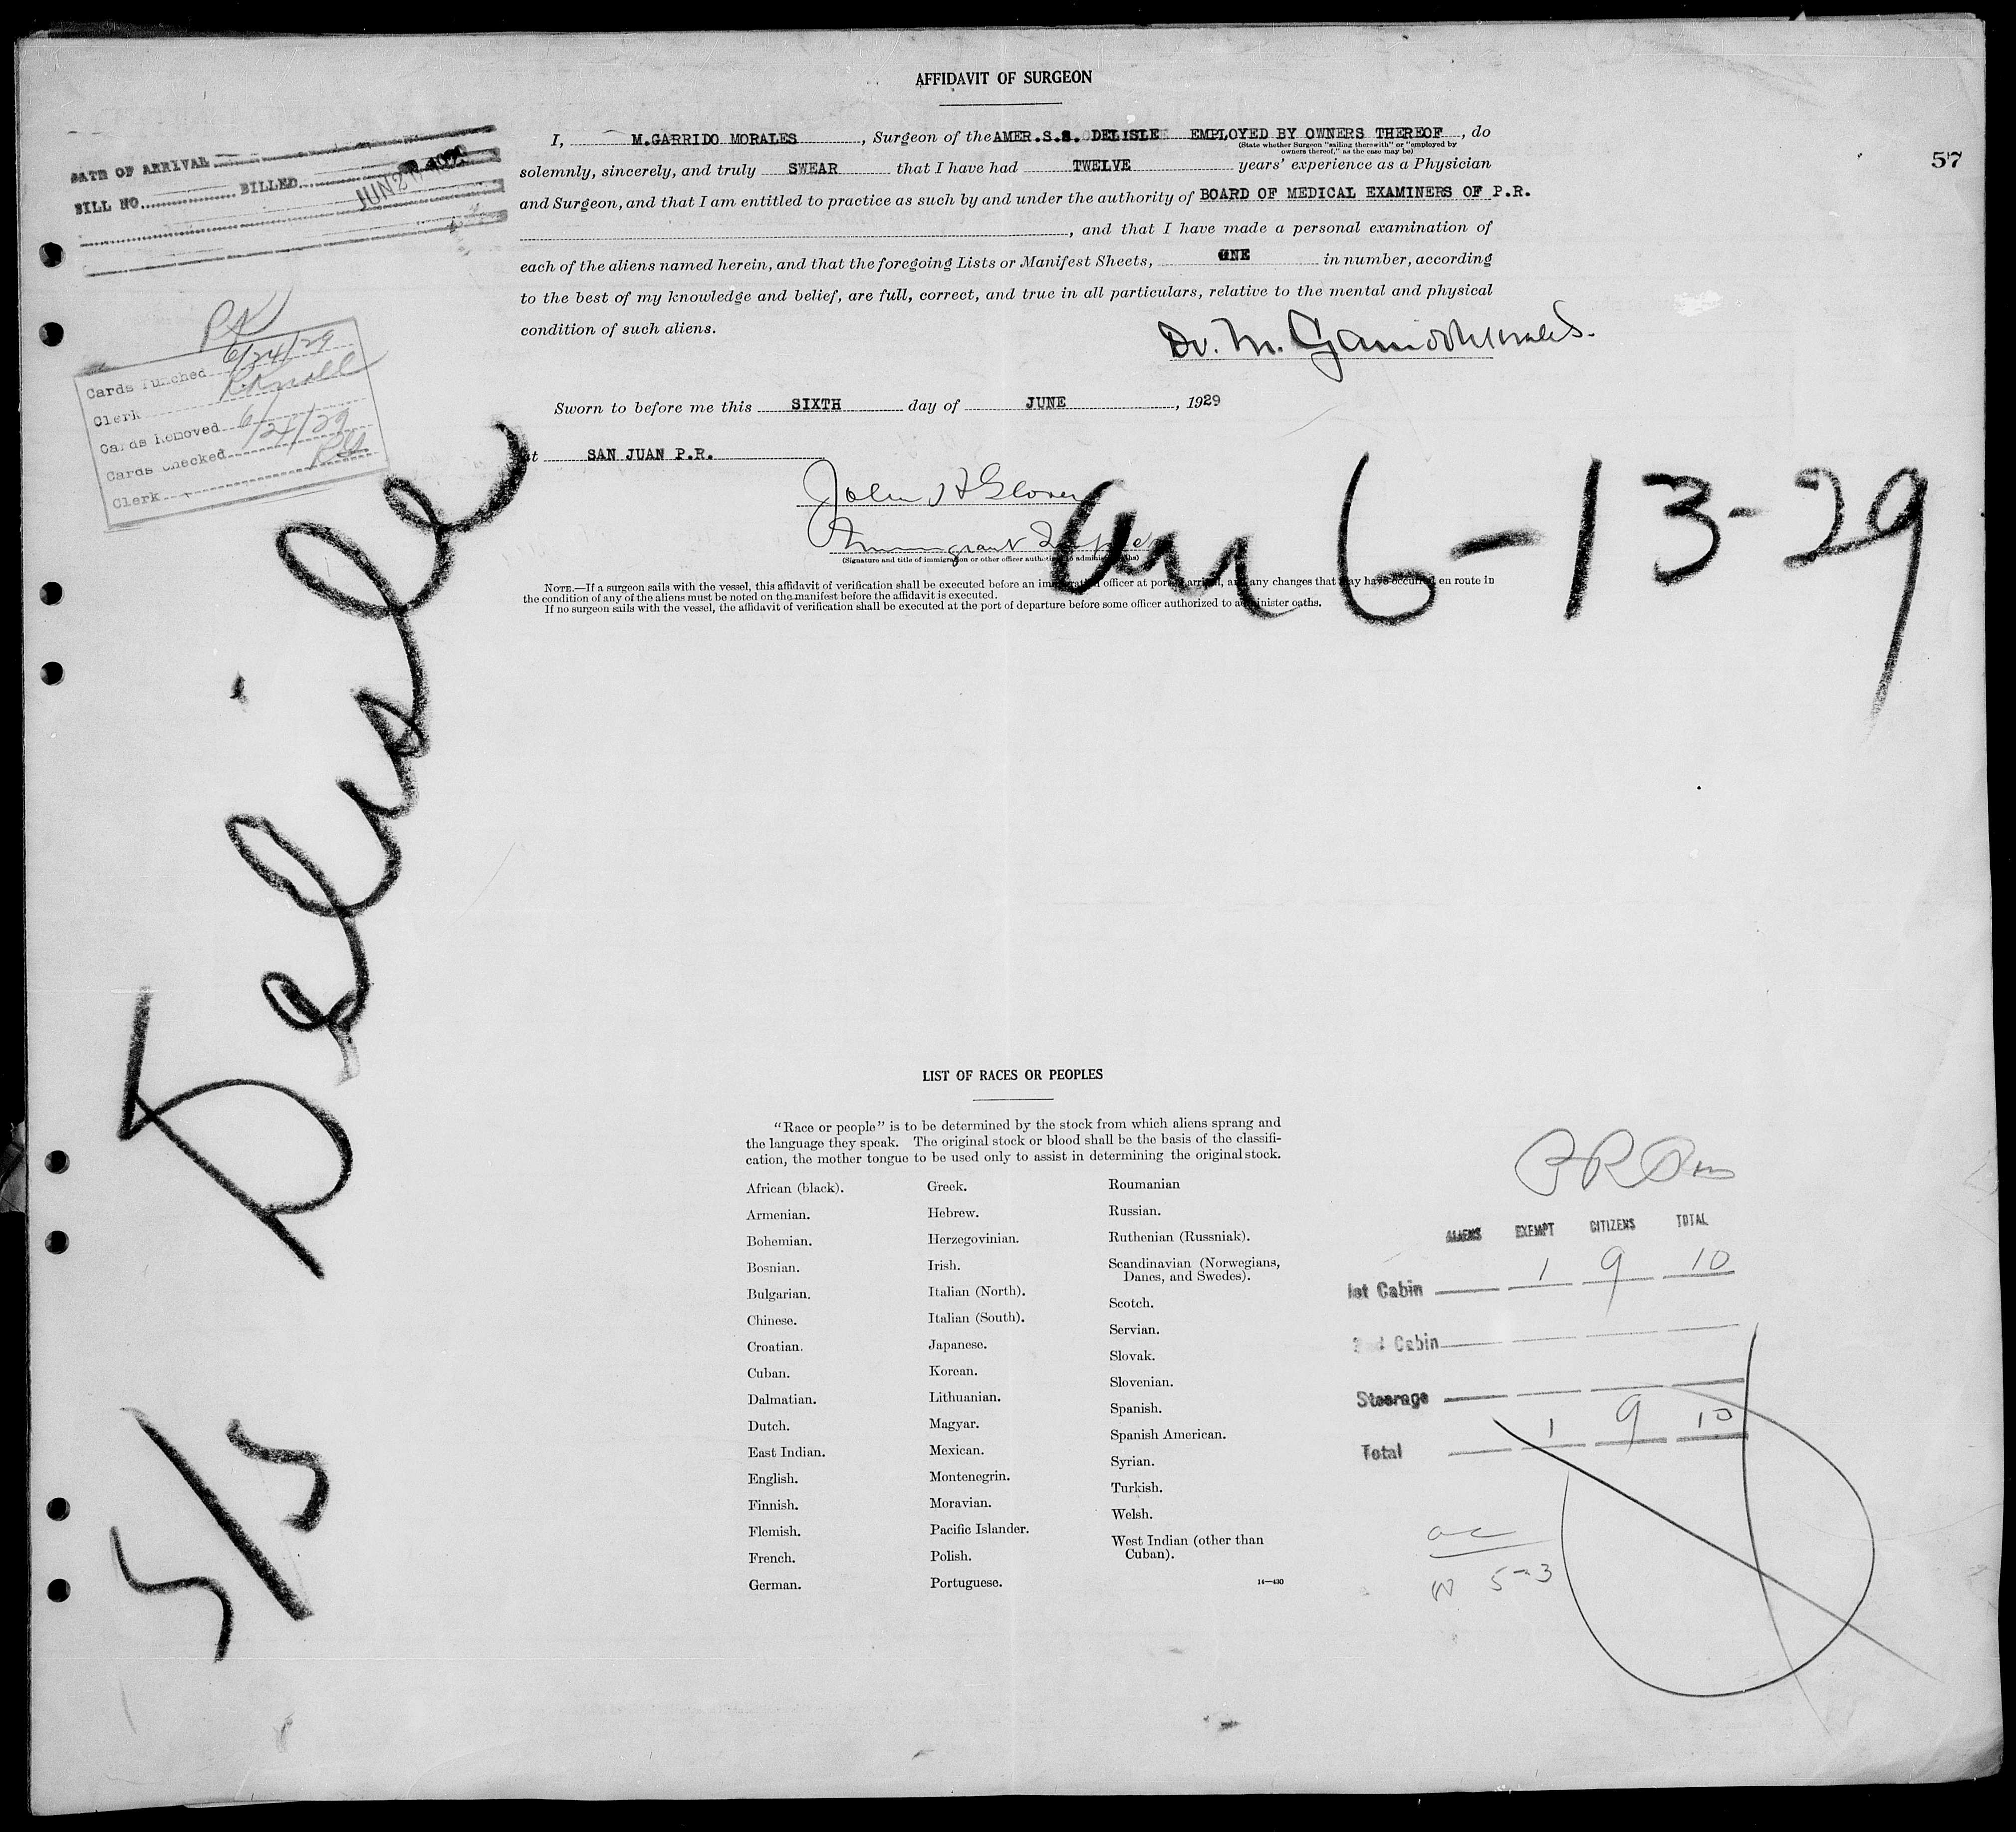 AFFIDAVIT OF SURGEON
57
I, M.GARRIDO MORALES, Surgeon of the AMER.S.S. DELISLE EMPLOYED BY OWNERS THEREOF, do
(State whether Surgeon "sailing therewith" or "employed by
owners thereof," as the case may be)
solemnly, sincerely, and truly SWEAR that I have had TWELVE years' experience as a Physician
and Surgeon, and that I am entitled to practice as such by and under the authority of BOARD OF MEDICAL EXAMINERS OF P.R.
, and that I have made a personal examination of
each of the aliens named herein, and that the foregoing Lists or Manifest Sheets, ONE in number, according
to the best of my knowledge and belief, are full, correct, and true in all particulars, relative to the mental and physical
condition of such aliens.
Dr. M. Garrido Morales.
Sworn to before me this SIXTH day of JUNE, 1929
at SAN JUAN P.R.
John H Glover
Immigrant Inspector
(Signature and title of immigration or other officer authorized to administer oaths)
NOTE.—If a surgeon sails with the vessel, this affidavit of verification shall be executed before an immigration officer at port of arrival, and any changes that may have occurred en route in
the condition of any of the aliens must be noted on the manifest before the affidavit is executed.
If no surgeon sails with the vessel, the affidavit of verification shall be executed at the port of departure before some officer authorized to administer oaths.
DATE OF ARRIVAL
BILL NO. BILLED
JUN
PK
Cards Punched 6/24/29
Clerk
Cards Removed 6/
Cards Checked /24/29
Clerk
S/S Delisle
6-13-29
LIST OF RACES OR PEOPLES
"Race or people" is to be determined by the stock from which aliens sprang and
the language they speak. The original stock or blood shall be the basis of the classifi-
cation, the mother tongue to be used only to assist in determining the original stock.
African (black).
Armenian.
Bohemian.
Bosnian.
Bulgarian.
Chinese.
Croatian.
Cuban.
Dalmatian.
Dutch.
East Indian.
English.
Finnish.
Flemish.
French.
German.
Greek.
Hebrew.
Herzegovinian.
Irish.
Italian (North).
Italian (South).
Japanese.
Korean.
Lithuanian.
Magyar.
Mexican.
Montenegrin.
Moravian.
Pacific Islander.
Polish.
Portuguese.
Roumanian
Russian.
Ruthenian (Russniak).
Scandinavian (Norwegians,
Danes, and Swedes).
Scotch.
Servian.
Slovak.
Slovenian.
Spanish.
Spanish American.
Syrian.
Turkish.
Welsh.
West Indian (other than
Cuban).
14—430
ALIENS EXEMPT CITIZENS TOTAL
1st Cabin 1 9 10
2nd Cabin
Steerage
Total 1 9 10
5-3